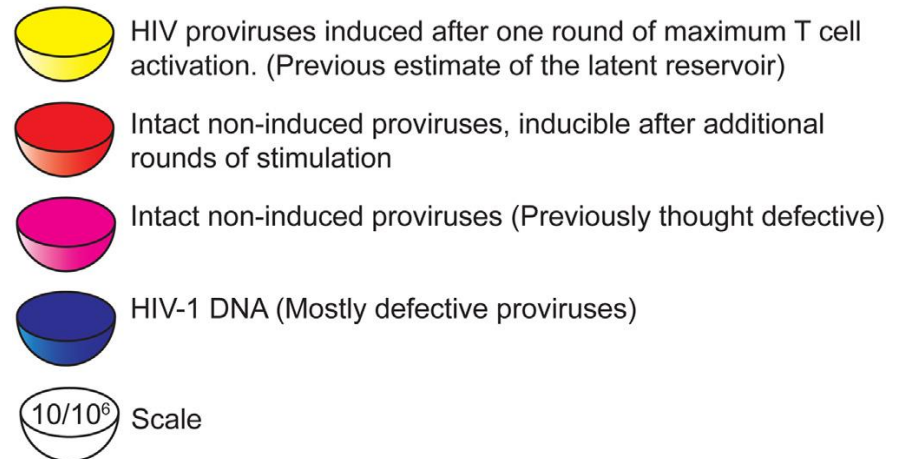 HIV proviruses induced after one round of maximum T cell
activation. (Previous estimate of the latent reservoir)
Intact non-induced proviruses, inducible after additional
rounds of stimulation
Intact non-induced proviruses (Previously thought defective)
HIV-1 DNA (Mostly defective proviruses)
10/10⁶ Scale